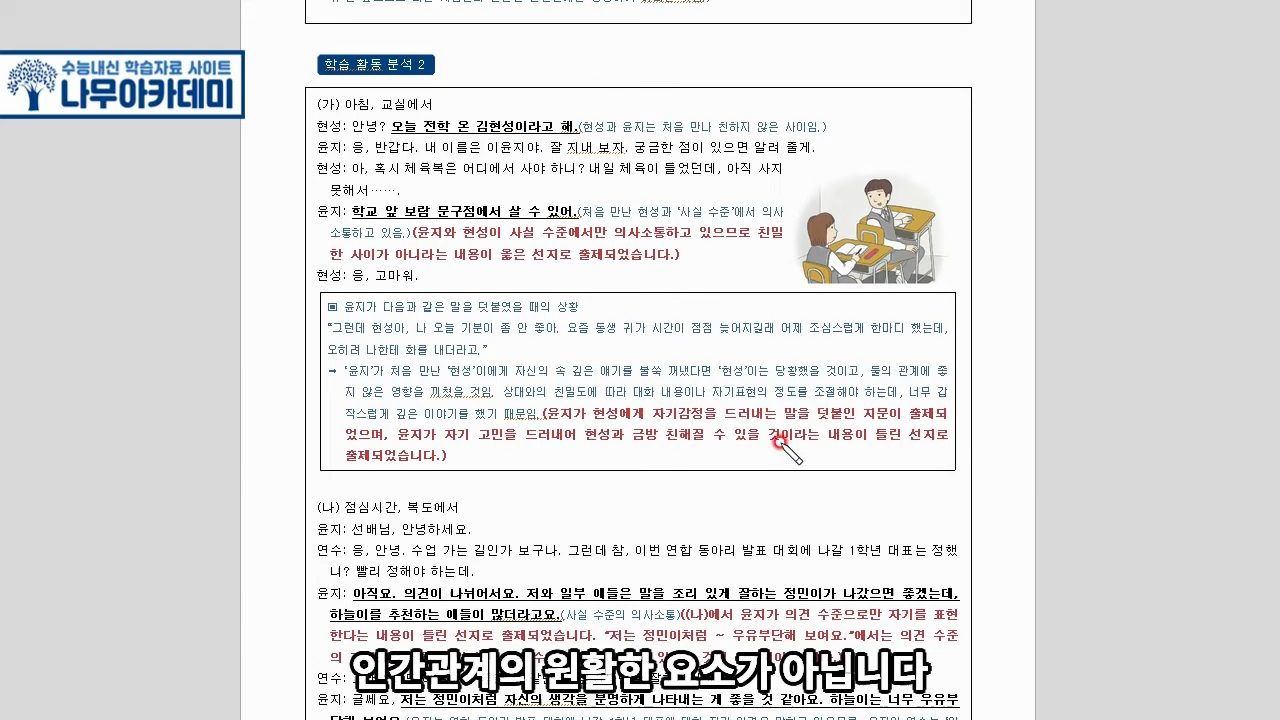 수능내신 학습자료 사이트
나무아카데미
학습 활동 분석 2
(가) 아침, 교실에서
현성: 안녕? 오늘 전학 온 김현성이라고 해.(현성과 윤지는 처음 만나 친하지 않은 사이임.)
윤지: 응, 반갑다. 내 이름은 이윤지야. 잘 지내 보자. 궁금한 점이 있으면 알려 줄게.
현성: 아, 혹시 체육복은 어디에서 사야 하니? 내일 체육이 들었던데, 아직 사지
못해서…….
윤지: 학교 앞 보람 문구점에서 살 수 있어.(처음 만난 현성과 '사실 수준'에서 의사
소통하고 있음.)(윤지와 현성이 사실 수준에서만 의사소통하고 있으므로 친밀
한 사이가 아니라는 내용이 옳은 선지로 출제되었습니다.)
현성: 응, 고마워.
▣ 윤지가 다음과 같은 말을 덧붙였을 때의 상황
"그런데 현성아, 나 오늘 기분이 좀 안 좋아. 요즘 동생 귀가 시간이 점점 늦어지길래 어제 조심스럽게 한마디 했는데,
오히려 나한테 화를 내더라고."
→ '윤지'가 처음 만난 '현성'이에게 자신의 속 깊은 얘기를 불쑥 꺼냈다면 '현성'이는 당황했을 것이고, 둘의 관계에 좋
지 않은 영향을 끼쳤을 것임. 상대와의 친밀도에 따라 대화 내용이나 자기표현의 정도를 조절해야 하는데, 너무 갑
작스럽게 깊은 이야기를 했기 때문임.(윤지가 현성에게 자기감정을 드러내는 말을 덧붙인 지문이 출제되
었으며, 윤지가 자기 고민을 드러내어 현성과 금방 친해질 수 있을 것이라는 내용이 틀린 선지로
출제되었습니다.)
(나) 점심시간, 복도에서
윤지: 선배님, 안녕하세요.
연수: 응, 안녕. 수업 가는 길인가 보구나. 그런데 참, 이번 연합 동아리 발표 대회에 나갈 1학년 대표는 정했
니? 빨리 정해야 하는데.
윤지: 아직요. 의견이 나뉘어서요. 저와 일부 애들은 말을 조리 있게 잘하는 정민이가 나갔으면 좋겠는데,
하늘이를 추천하는 애들이 많더라고요.(사실 수준의 의사소통)((나)에서 윤지가 의견 수준으로만 자기를 표현
한다는 내용이 틀린 선지로 출제되었습니다. "저는 정민이처럼 ~ 우유부단해 보여요."에서는 의견 수준
인간관계의 원활한 요소가 아닙니다
윤지: 글쎄요, 저는 정민이처럼 자신의 생각을 분명하게 나타내는 게 좋을 것 같아요. 하늘이는 너무 우유부